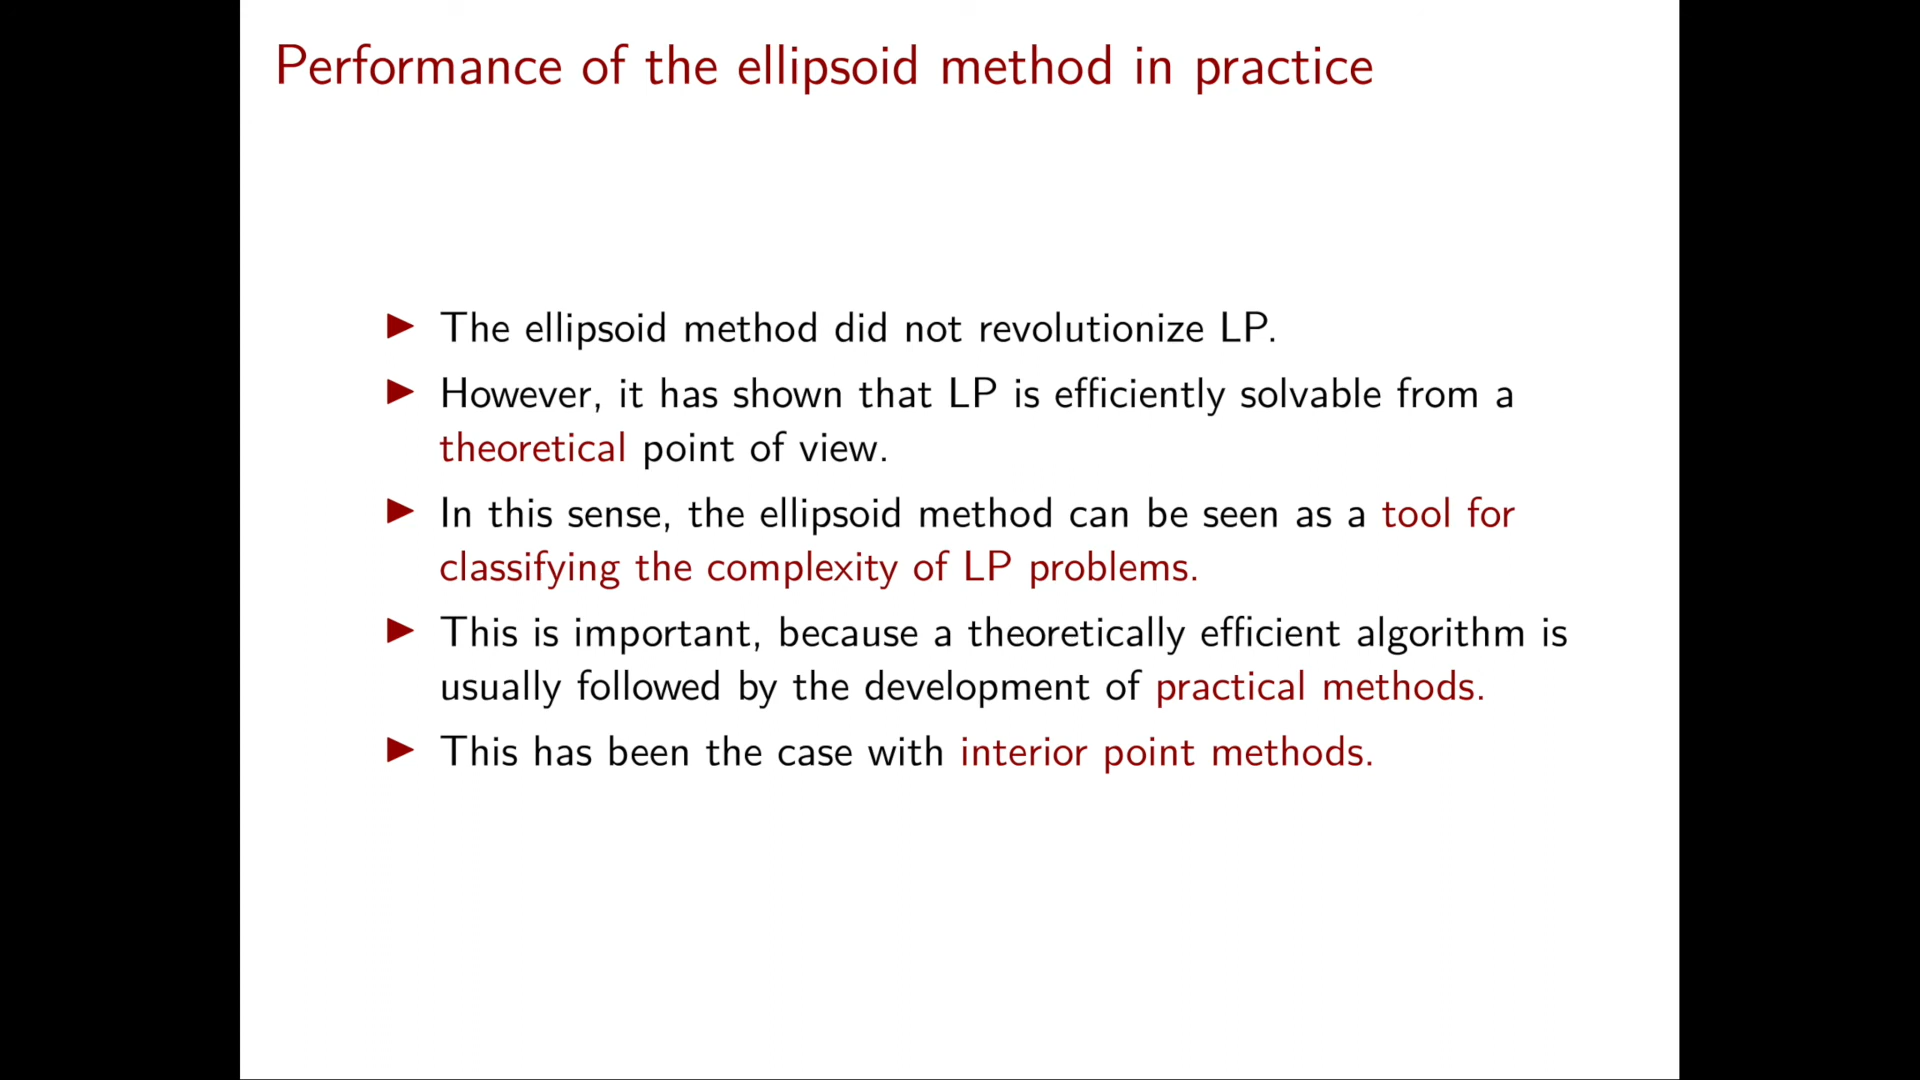 Performance of the ellipsoid method in practice
The ellipsoid method did not revolutionize LP.
However, it has shown that LP is efficiently solvable from a
theoretical point of view.
In this sense, the ellipsoid method can be seen as a tool for
classifying the complexity of LP problems.
This is important, because a theoretically efficient algorithm is
usually followed by the development of practical methods.
This has been the case with interior point methods.